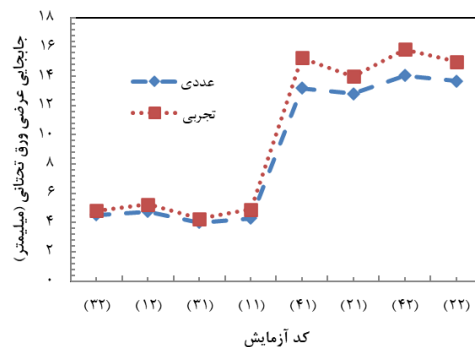 جابجایی عرضی ورق تحتانی (میلیمتر)
۱۸
۱۶
۱۴
۱۲
۱۰
۸
۶
۴
۲
۰
عددی
تجربی
(۳۲) (۱۲) (۳۱) (۱۱) (۴۱) (۲۱) (۴۲) (۲۲)
کد آزمایش